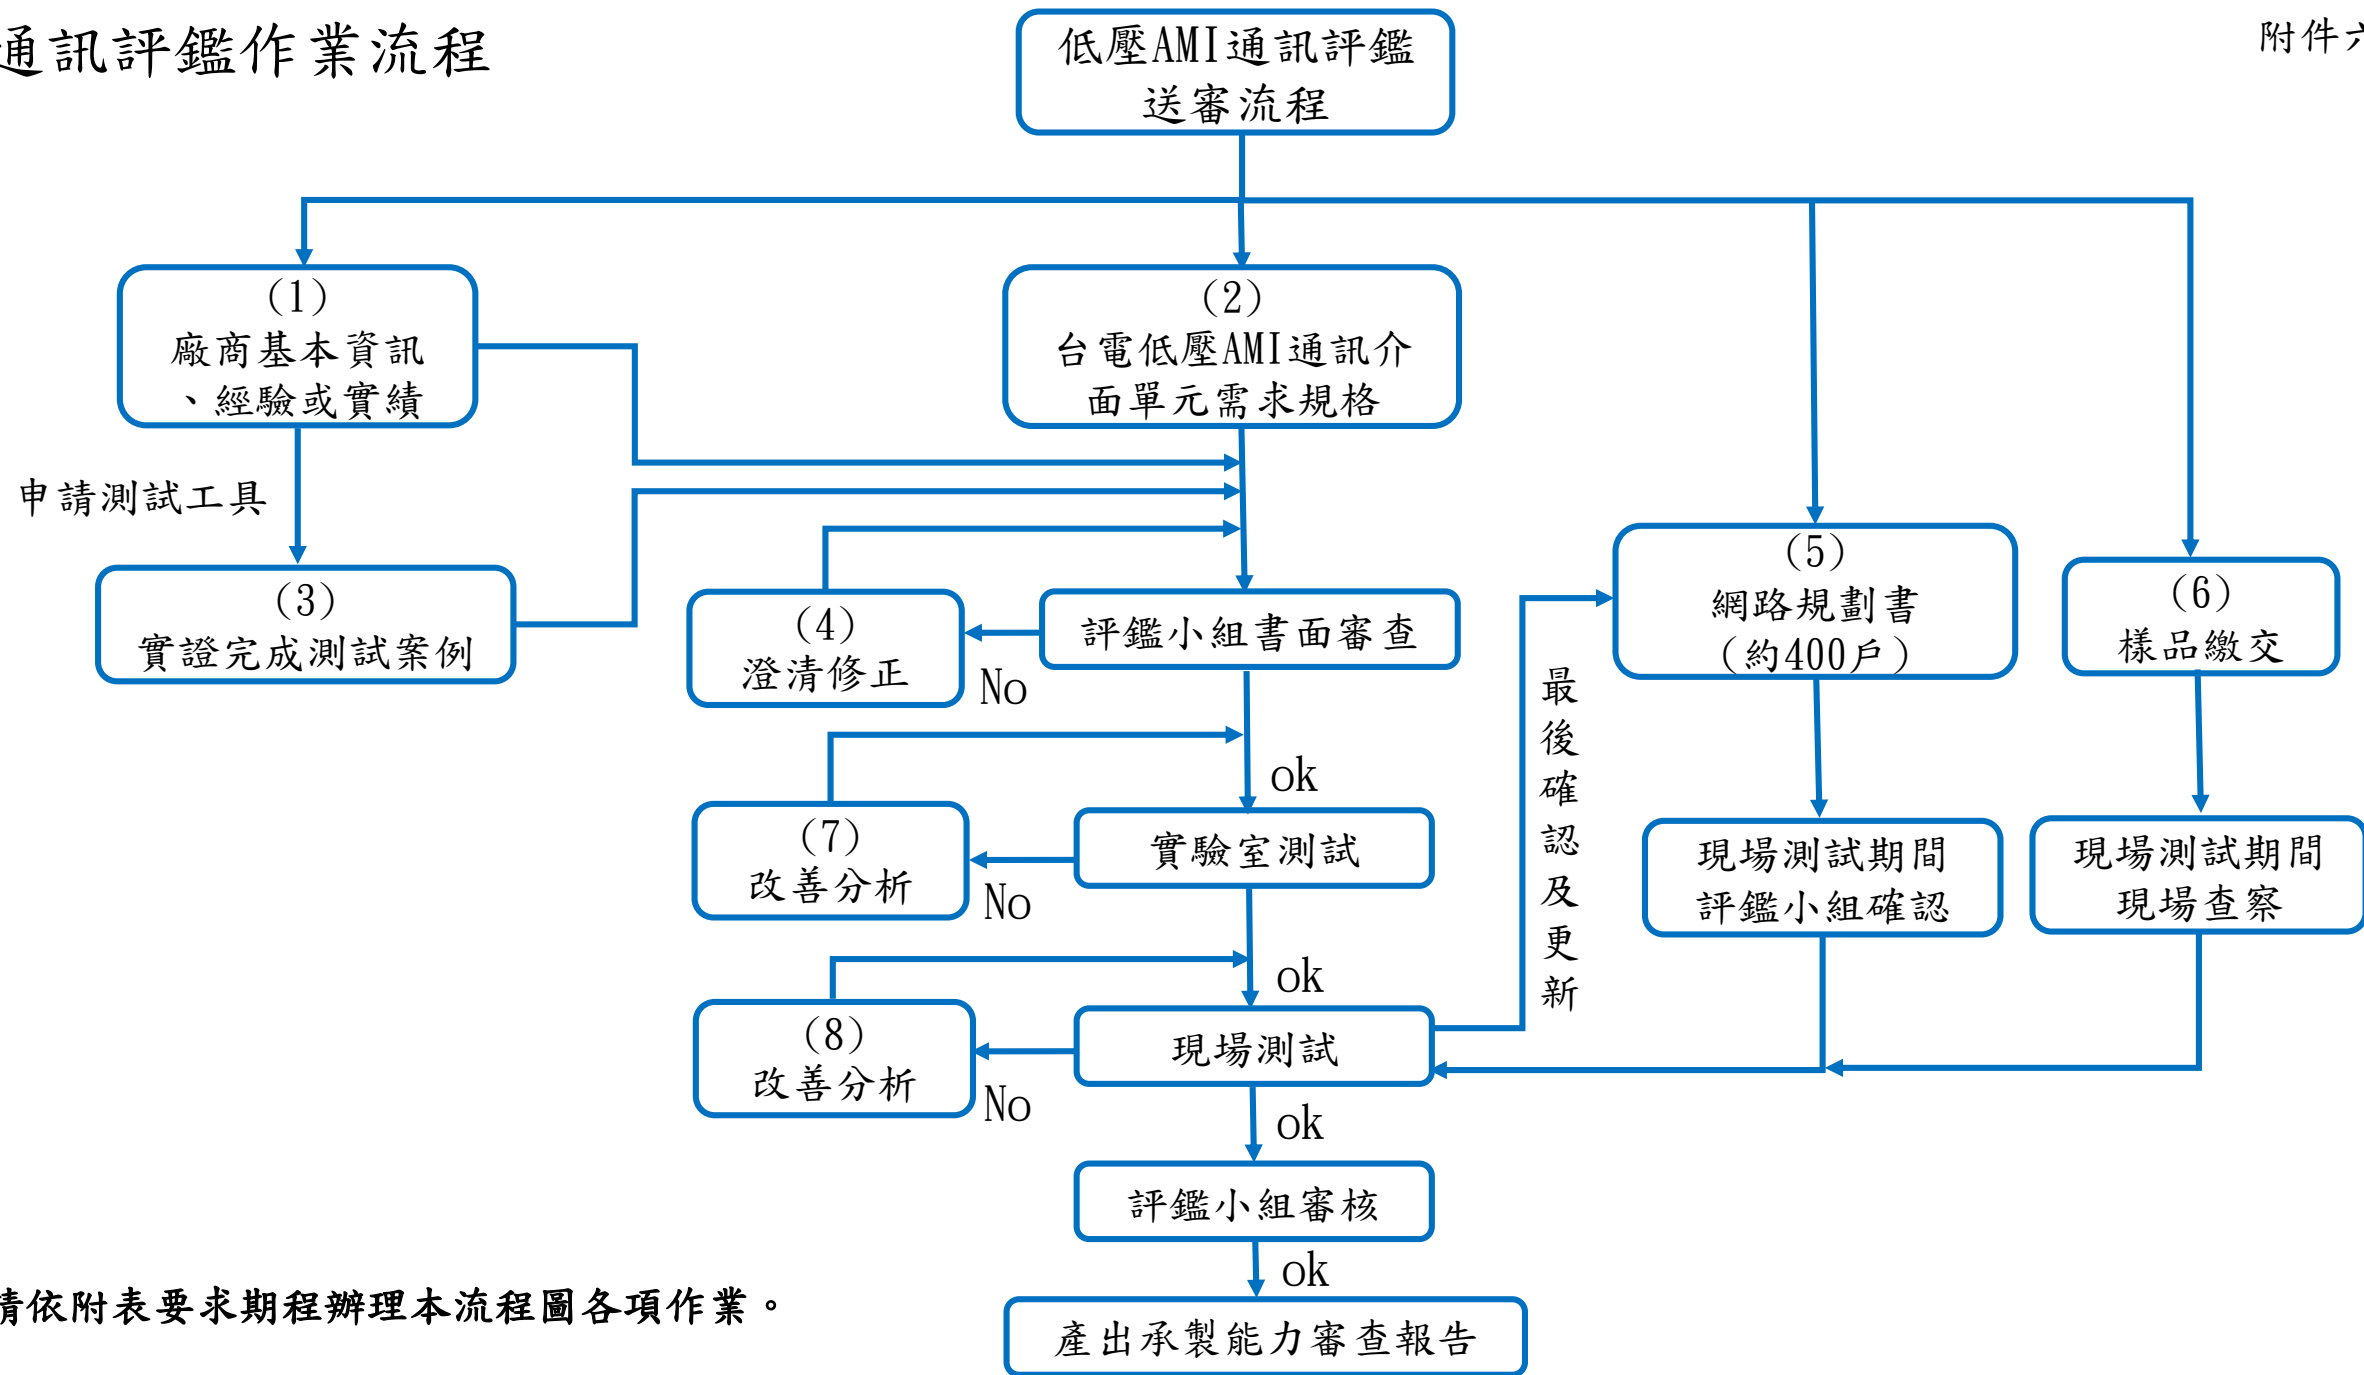 通訊評鑑作業流程
附件六
低壓AMI通訊評鑑
送審流程
(1)
廠商基本資訊
、經驗或實績
(2)
台電低壓AMI通訊介
面單元需求規格
申請測試工具
(3)
實證完成測試案例
(4)
澄清修正
No
評鑑小組書面審查
(5)
網路規劃書
(約400戶)
(6)
樣品繳交
最後確認及更新
ok
(7)
改善分析
No
實驗室測試
現場測試期間
評鑑小組確認
現場測試期間
現場查察
ok
(8)
改善分析
No
現場測試
ok
評鑑小組審核
ok
請依附表要求期程辦理本流程圖各項作業。
產出承製能力審查報告